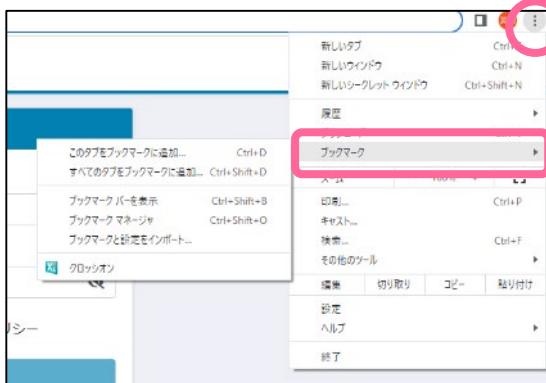 新しいタブ
新しいウィンドウ Ctrl+N
新しいシークレット ウィンドウ Ctrl+Shift+N
履歴
ブックマーク
印刷... Ctrl+P
キャスト...
検索... Ctrl+F
その他のツール
編集 切り取り コピー 貼り付け
設定
ヘルプ
終了
このタブをブックマークに追加... Ctrl+D
すべてのタブをブックマークに追加... Ctrl+Shift+D
ブックマーク バーを表示 Ctrl+Shift+B
ブックマーク マネージャ Ctrl+Shift+O
ブックマークと設定をインポート...
クロッシオン
リシー